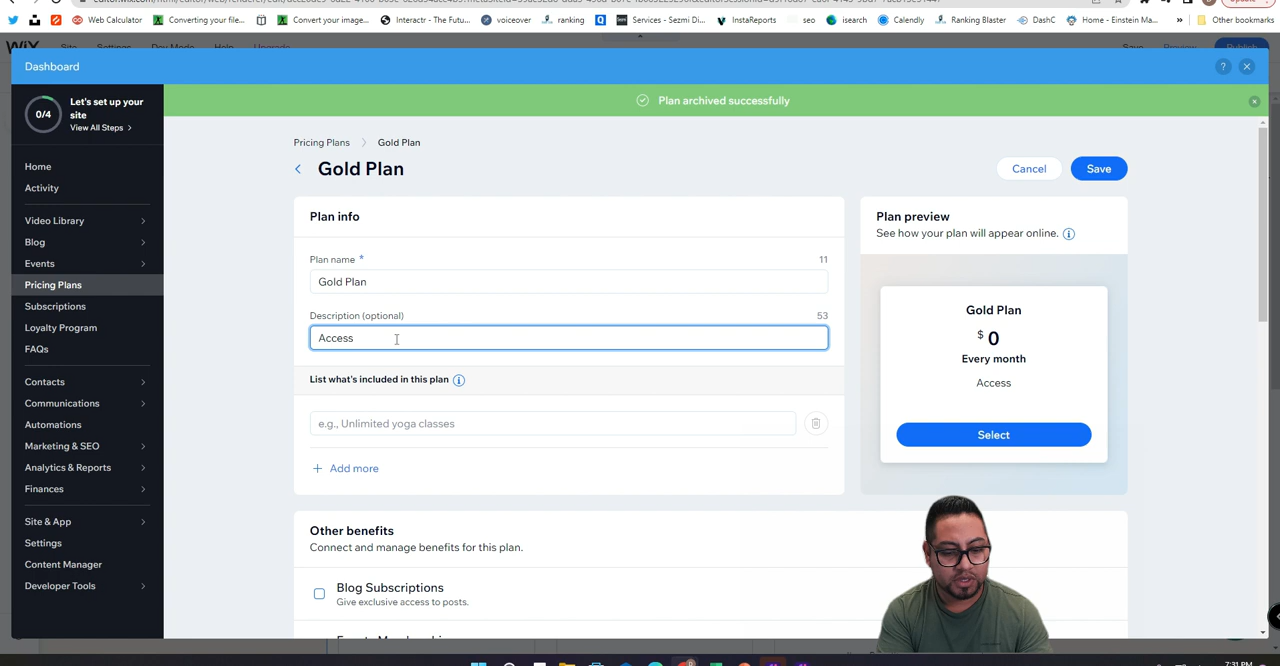 Web Calculator
Converting your file...
Convert your image...
Interactr - The Futu...
voiceover
ranking
Services - Sezmi Di...
InstaReports
seo
isearch
Calendly
Ranking Blaster
DashC
Home - Einstein Ma...
»
Other bookmarks
Dashboard
?
0/4
Let's set up your
site
View All Steps
Home
Activity
Video Library
Blog
Events
Pricing Plans
Subscriptions
Loyalty Program
FAQs
Contacts
Communications
Automations
Marketing & SEO
Analytics & Reports
Finances
Site & App
Settings
Content Manager
Developer Tools
Plan archived successfully
Pricing Plans > Gold Plan
Gold Plan
Cancel
Save
Plan info
Plan name *
11
Gold Plan
Description (optional)
53
Access
List what's included in this plan
e.g., Unlimited yoga classes
+ Add more
Other benefits
Connect and manage benefits for this plan.
Blog Subscriptions
Give exclusive access to posts.
Plan preview
See how your plan will appear online.
Gold Plan
$ 0
Every month
Access
Select
7:31 PM